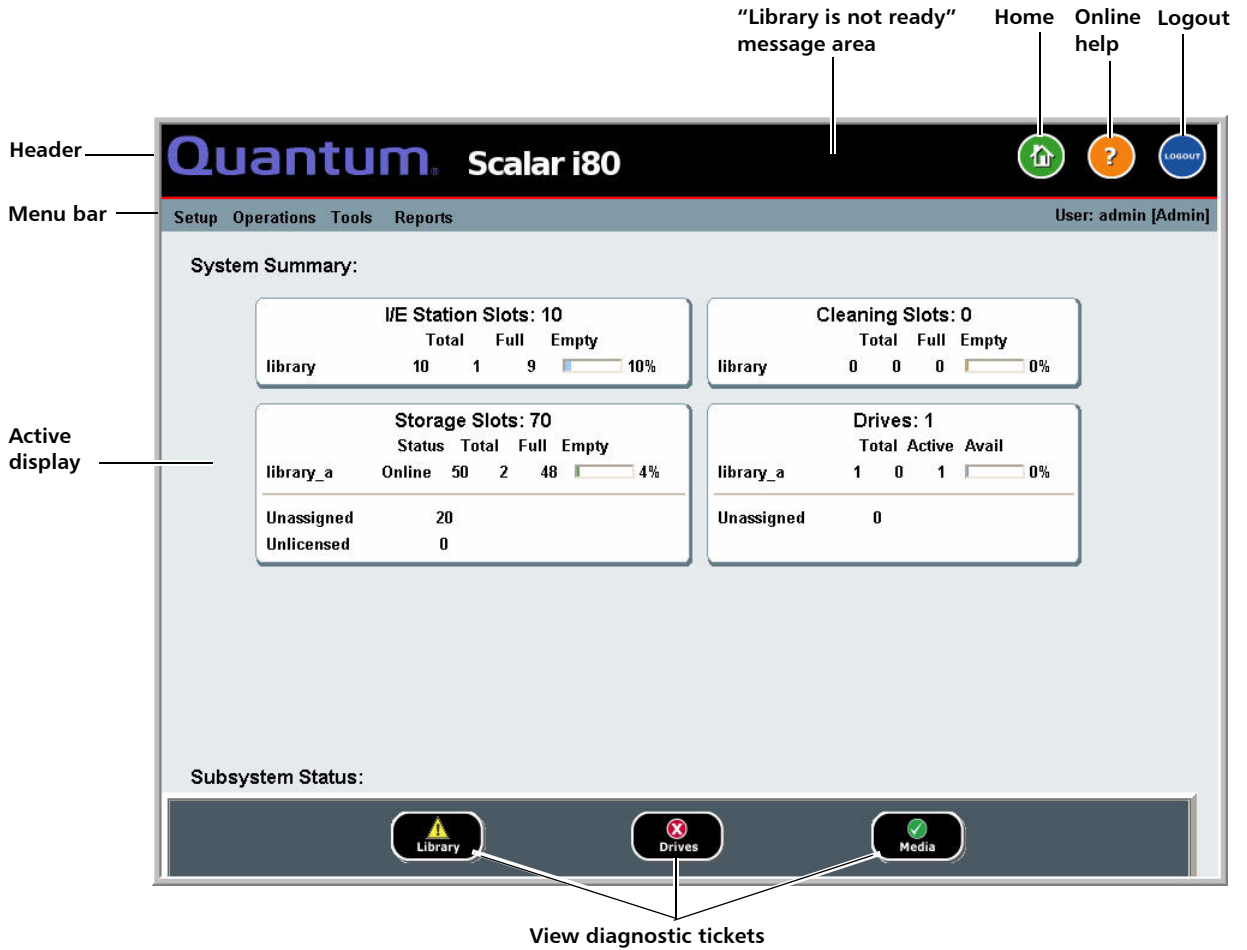 “Library is not ready”
message area
Home
Online
help
Logout
Header
Quantum.
Scalar i80
LOGOUT
?
Menu bar
Setup Operations Tools Reports
User: admin [Admin]
System Summary:
I/E Station Slots: 10
Total Full Empty
library 10 1 9 10%
Cleaning Slots: 0
Total Full Empty
library 0 0 0 0%
Active
display
Storage Slots: 70
Status Total Full Empty
library_a Online 50 2 48 4%
Unassigned 20
Unlicensed 0
Drives: 1
Total Active Avail
library_a 1 0 1 0%
Unassigned 0
Subsystem Status:
Library
Drives
Media
View diagnostic tickets